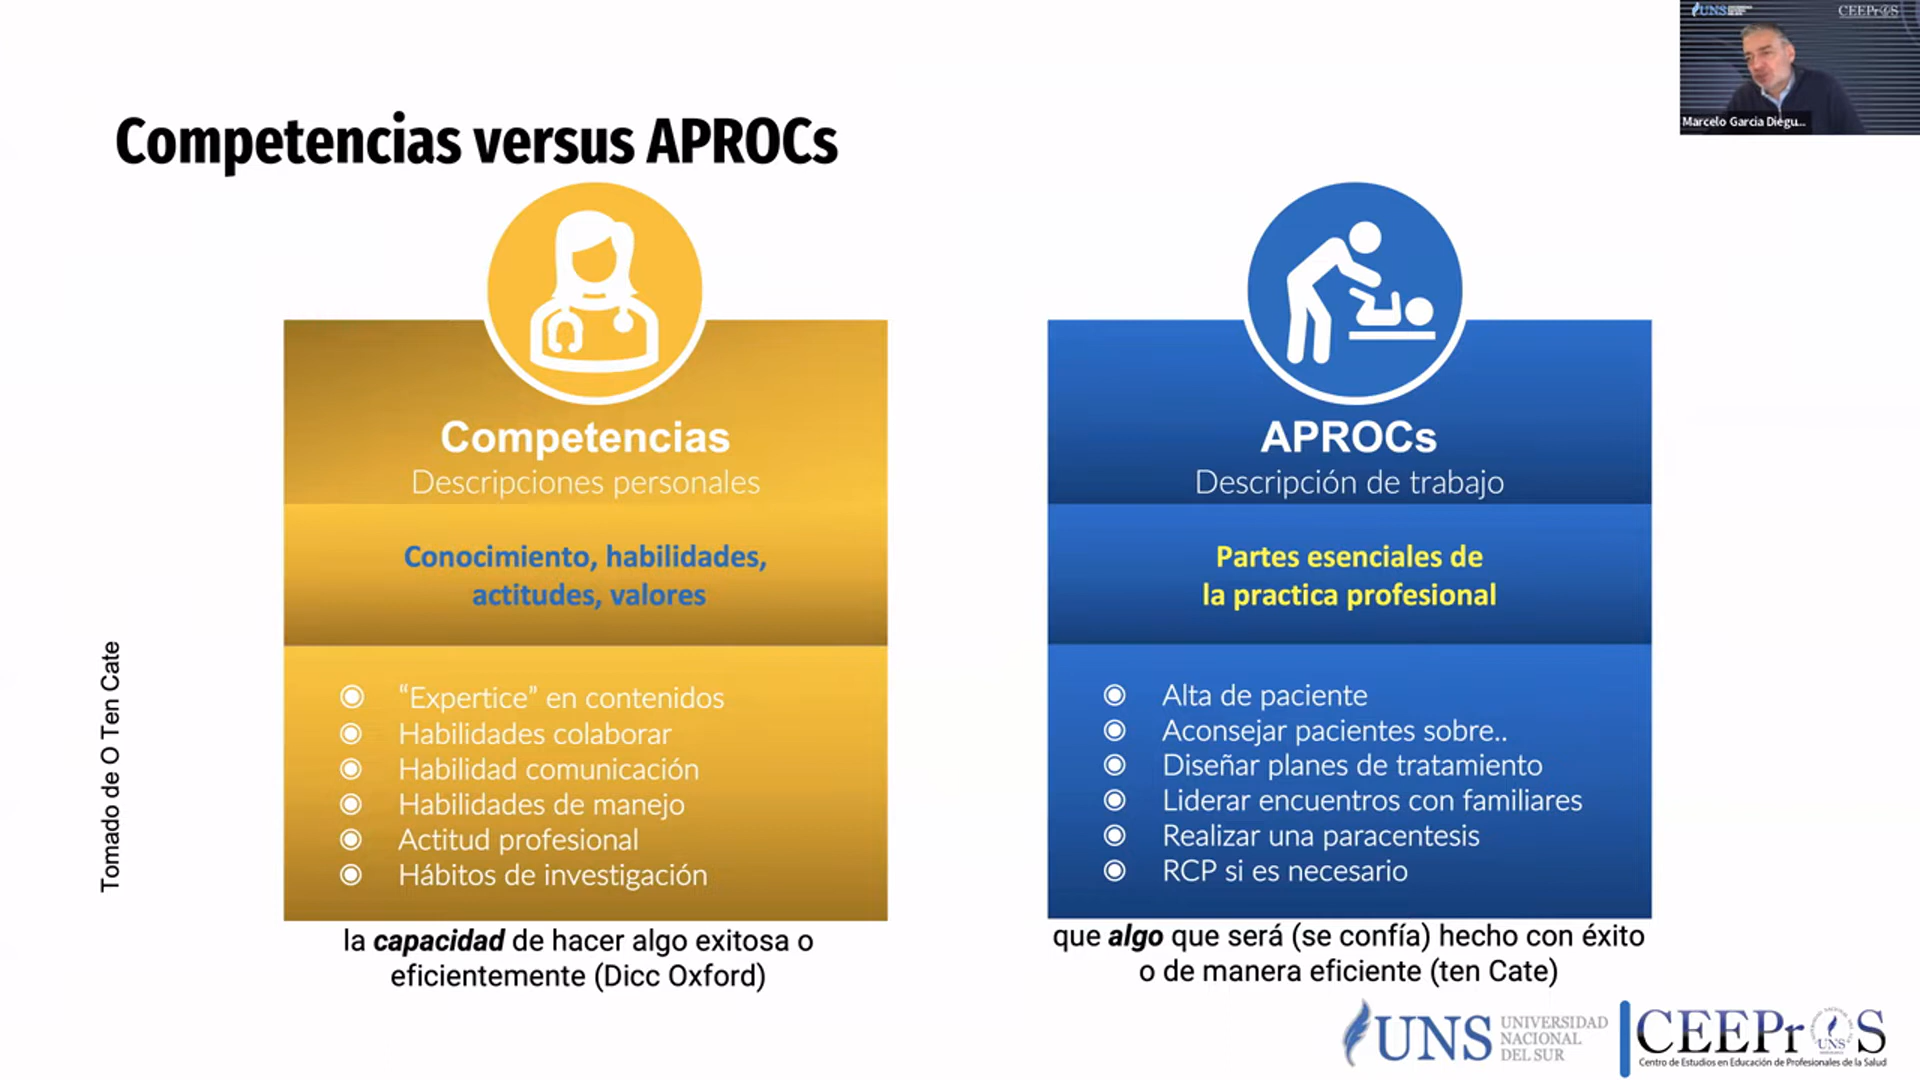 UNS
CEEPr@S
Marcelo García Diegu...
Competencias versus APROCs
Competencias
Descripciones personales
Conocimiento, habilidades,
actitudes, valores
“Expertice” en contenidos
Habilidades colaborar
Habilidad comunicación
Habilidades de manejo
Actitud profesional
Hábitos de investigación
la capacidad de hacer algo exitosa o
eficientemente (Dicc Oxford)
APROCs
Descripción de trabajo
Partes esenciales de
la practica profesional
Alta de paciente
Aconsejar pacientes sobre..
Diseñar planes de tratamiento
Liderar encuentros con familiares
Realizar una paracentesis
RCP si es necesario
que algo que será (se confía) hecho con éxito
o de manera eficiente (ten Cate)
Tomado de O Ten Cate
UNS
UNIVERSIDAD
NACIONAL
DEL SUR
CEEPr S
UNS
Centro de Estudios en Educación de Profesionales de la Salud